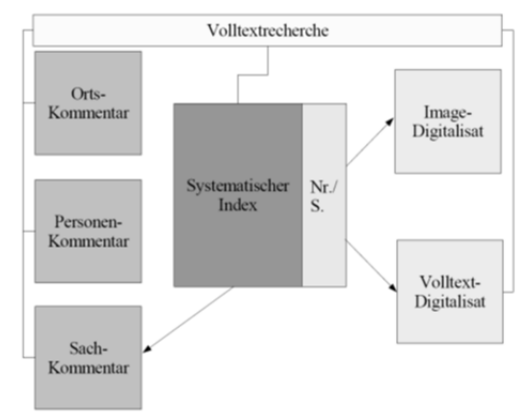 Volltextrecherche
Orts-
Kommentar
Personen-
Kommentar
Sach-
Kommentar
Systematischer
Index
Nr./
S.
Image-
Digitalisat
Volltext-
Digitalisat